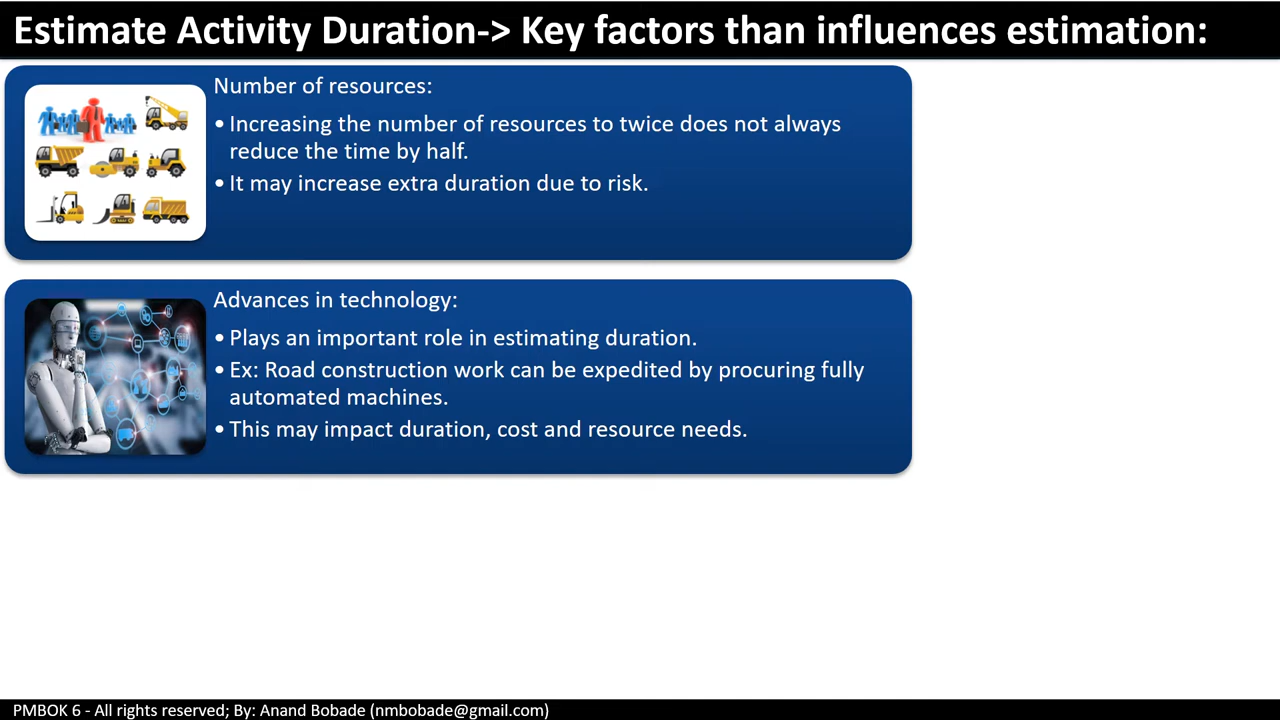 Estimate Activity Duration-> Key factors than influences estimation:
Number of resources:
• Increasing the number of resources to twice does not always
reduce the time by half.
• It may increase extra duration due to risk.
Advances in technology:
• Plays an important role in estimating duration.
• Ex: Road construction work can be expedited by procuring fully
automated machines.
• This may impact duration, cost and resource needs.
PMBOK 6 - All rights reserved; By: Anand Bobade (nmbobade@gmail.com)